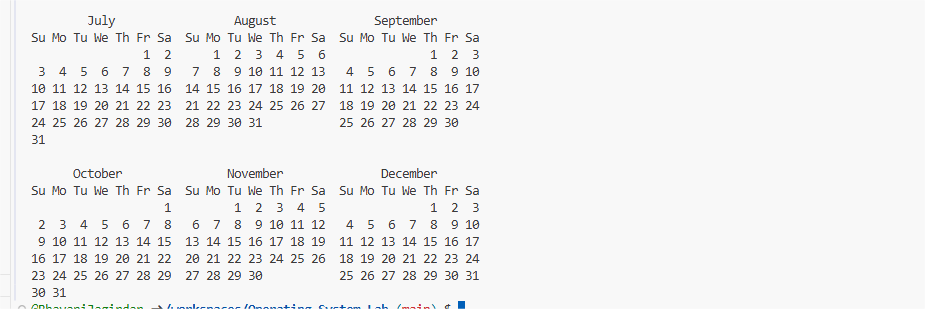 July                 August              September
Su Mo Tu We Th Fr Sa  Su Mo Tu We Th Fr Sa  Su Mo Tu We Th Fr Sa
                1  2      1  2  3  4  5  6               1  2  3
 3  4  5  6  7  8  9   7  8  9 10 11 12 13   4  5  6  7  8  9 10
10 11 12 13 14 15 16  14 15 16 17 18 19 20  11 12 13 14 15 16 17
17 18 19 20 21 22 23  21 22 23 24 25 26 27  18 19 20 21 22 23 24
24 25 26 27 28 29 30  28 29 30 31           25 26 27 28 29 30
31
      October               November              December
Su Mo Tu We Th Fr Sa  Su Mo Tu We Th Fr Sa  Su Mo Tu We Th Fr Sa
                   1         1  2  3  4  5               1  2  3
 2  3  4  5  6  7  8   6  7  8  9 10 11 12   4  5  6  7  8  9 10
 9 10 11 12 13 14 15  13 14 15 16 17 18 19  11 12 13 14 15 16 17
16 17 18 19 20 21 22  20 21 22 23 24 25 26  18 19 20 21 22 23 24
23 24 25 26 27 28 29  27 28 29 30           25 26 27 28 29 30 31
30 31
@BhavaniJagirdar ➜ /workspaces/Operating-System-Lab (main) $